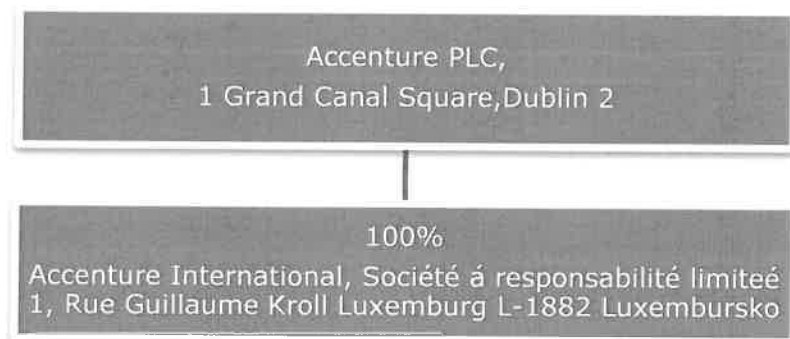 Accenture PLC,
1 Grand Canal Square,Dublin 2
100%
Accenture International, Société á responsabilité limiteé
1, Rue Guillaume Kroll Luxemburg L-1882 Luxembursko